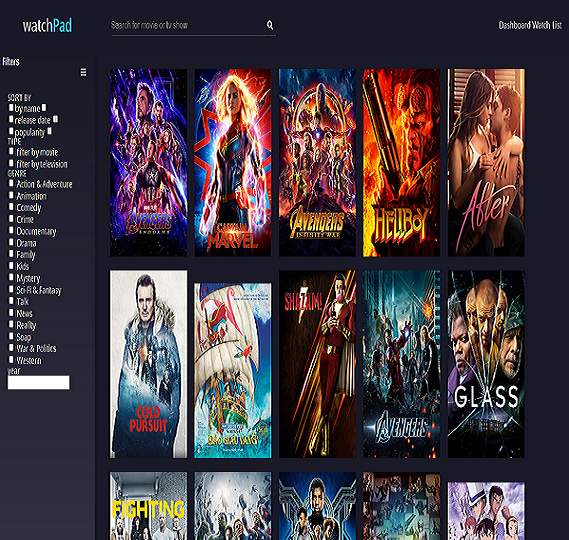 watchPad
Search for movie or tv show
Dashboard Watch List
Filters
SORT BY
by name
release date
popularity
TYPE
filter by movie
filter by television
GENRE
Action & Adventure
Animation
Comedy
Crime
Documentary
Drama
Family
Kids
Mystery
Sci-Fi & Fantasy
Talk
News
Reality
Soap
War & Politics
Western
year
AVENGERS
ENDGAME
CAPTAIN
MARVEL
AVENGERS
INFINITY WAR
HELLBOY
After
COLD
PURSUIT
SHAZAM!
AVENGERS
GLASS
FIGHTING